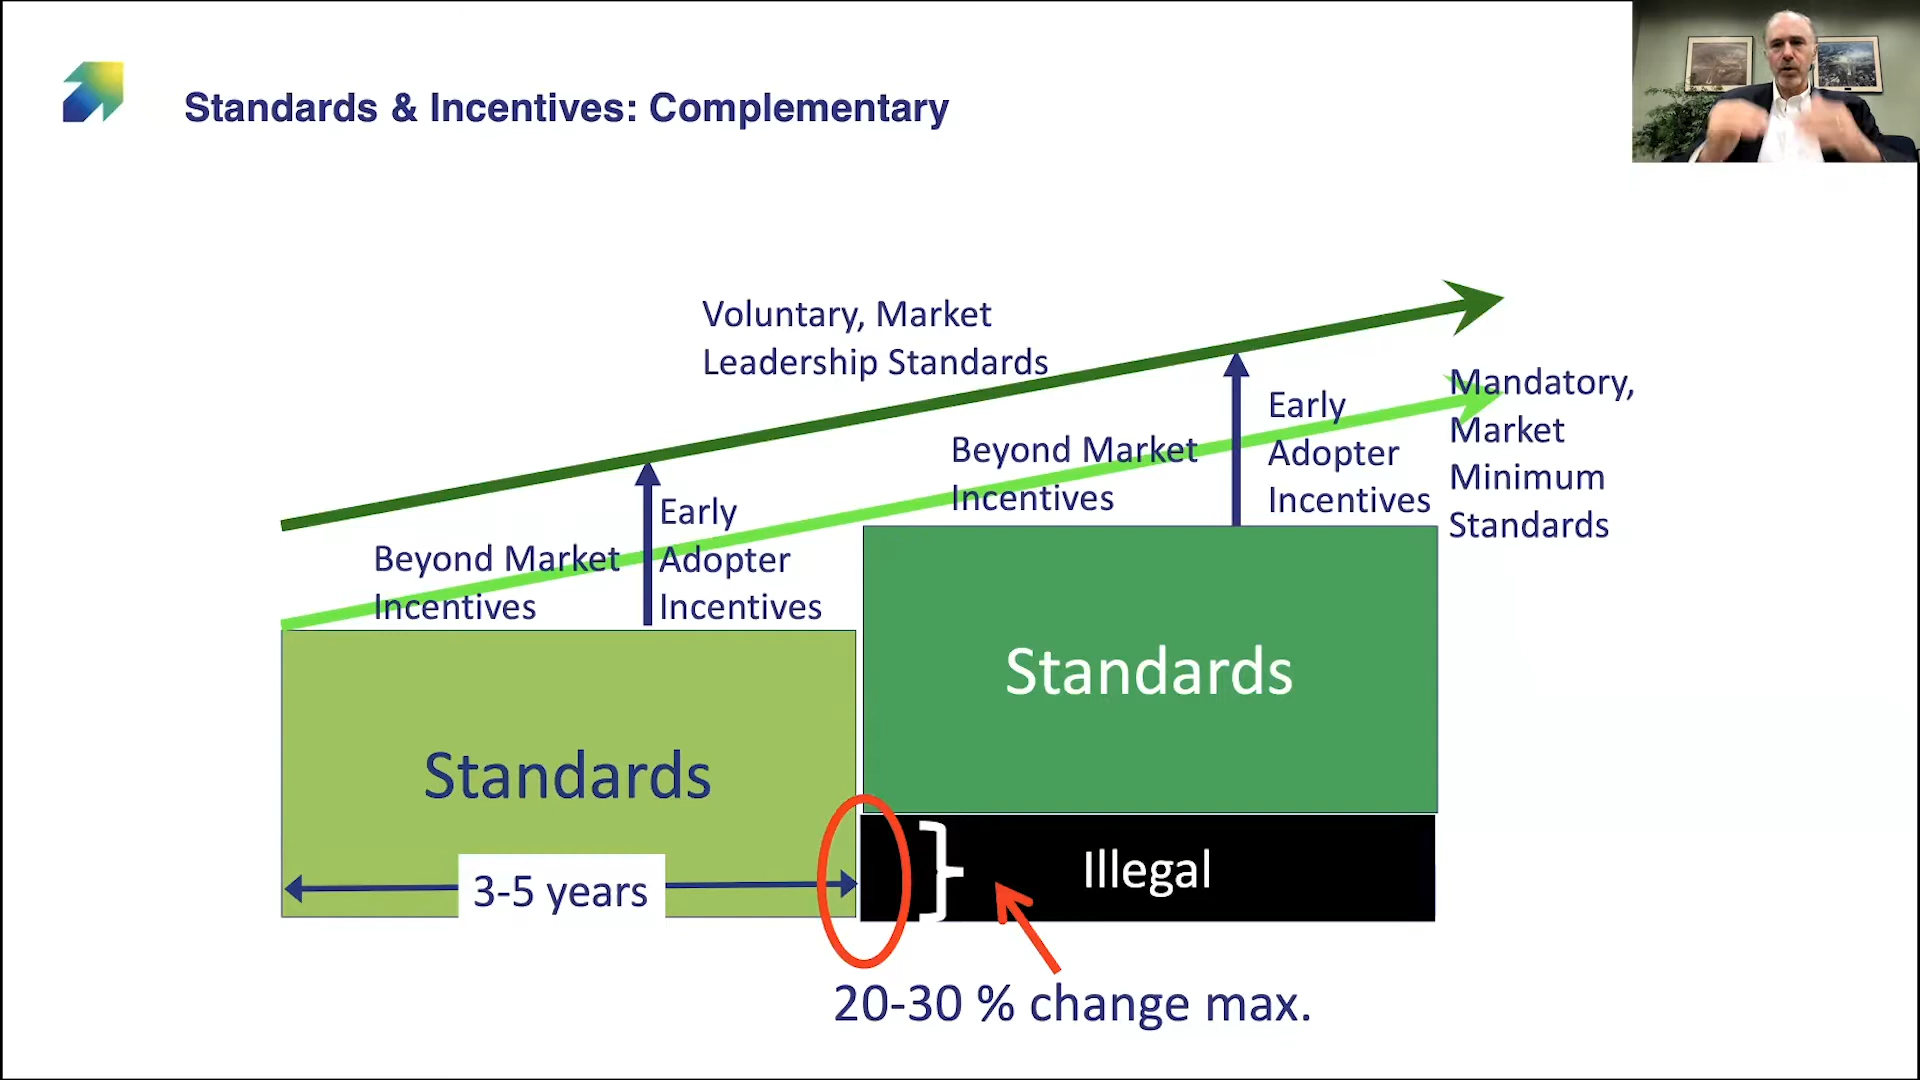 Standards & Incentives: Complementary
Voluntary, Market
Leadership Standards
Mandatory,
Market
Minimum
Standards
Early
Adopter
Incentives
Beyond Market
Incentives
Early
Adopter
Incentives
Beyond Market
Incentives
Standards
Standards
3-5 years
}
Illegal
20-30 % change max.